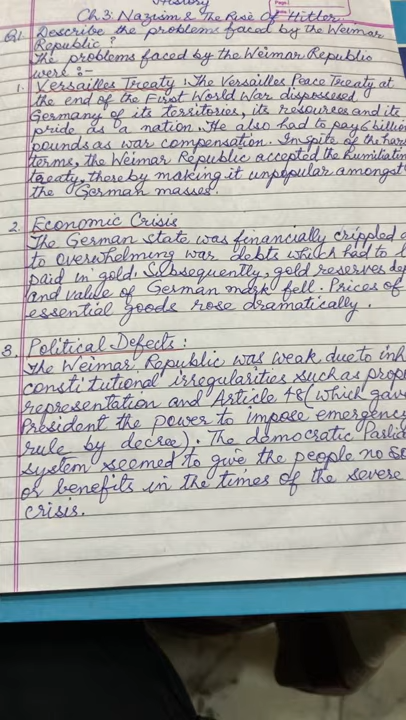 History
Ch.3: Nazism & The Rise Of Hitler
Q1. Describe the problems faced by the Weimar
Republic?
The problems faced by the Weimar Republic
were :-
1. Versailles Treaty : The Versailles Peace Treaty at
the end of the First World War dispossesed
Germany of its territories, its resources and its
pride as a nation. He also had to pay 6 billion
pounds as war compensation. Inspite of the harsh
terms, the Weimar Republic accepted the humiliating
treaty, thereby making it unpopular amongst
the German masses.
2. Economic Crisis
The German state was financially crippled
to overwhelming war debts which had to
paid in gold. Subsequently, gold reserves
and value of German mark fell. Prices of
essential goods rose dramatically.
3. Political Defects :
The Weimar Republic was weak due to
constitutional irregularities such as
representation and Article 48 (which gave
President the power to impose emergency
rule by decree). The democratic
system seemed to give the people no
or benefits in the times of the severe
crisis.